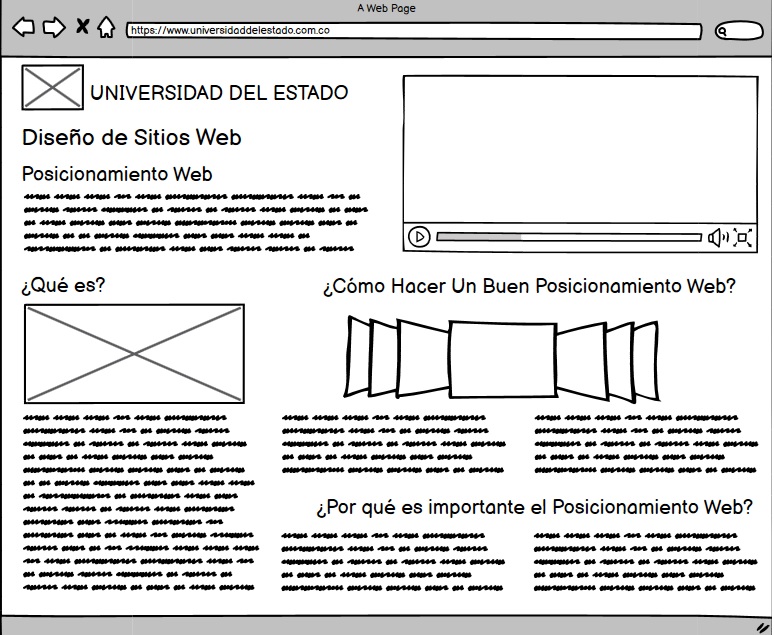 A Web Page
https://www.universidaddelestado.com.co
UNIVERSIDAD DEL ESTADO
Diseño de Sitios Web
Posicionamiento Web
¿Qué es?
¿Cómo Hacer Un Buen Posicionamiento Web?
¿Por qué es importante el Posicionamiento Web?